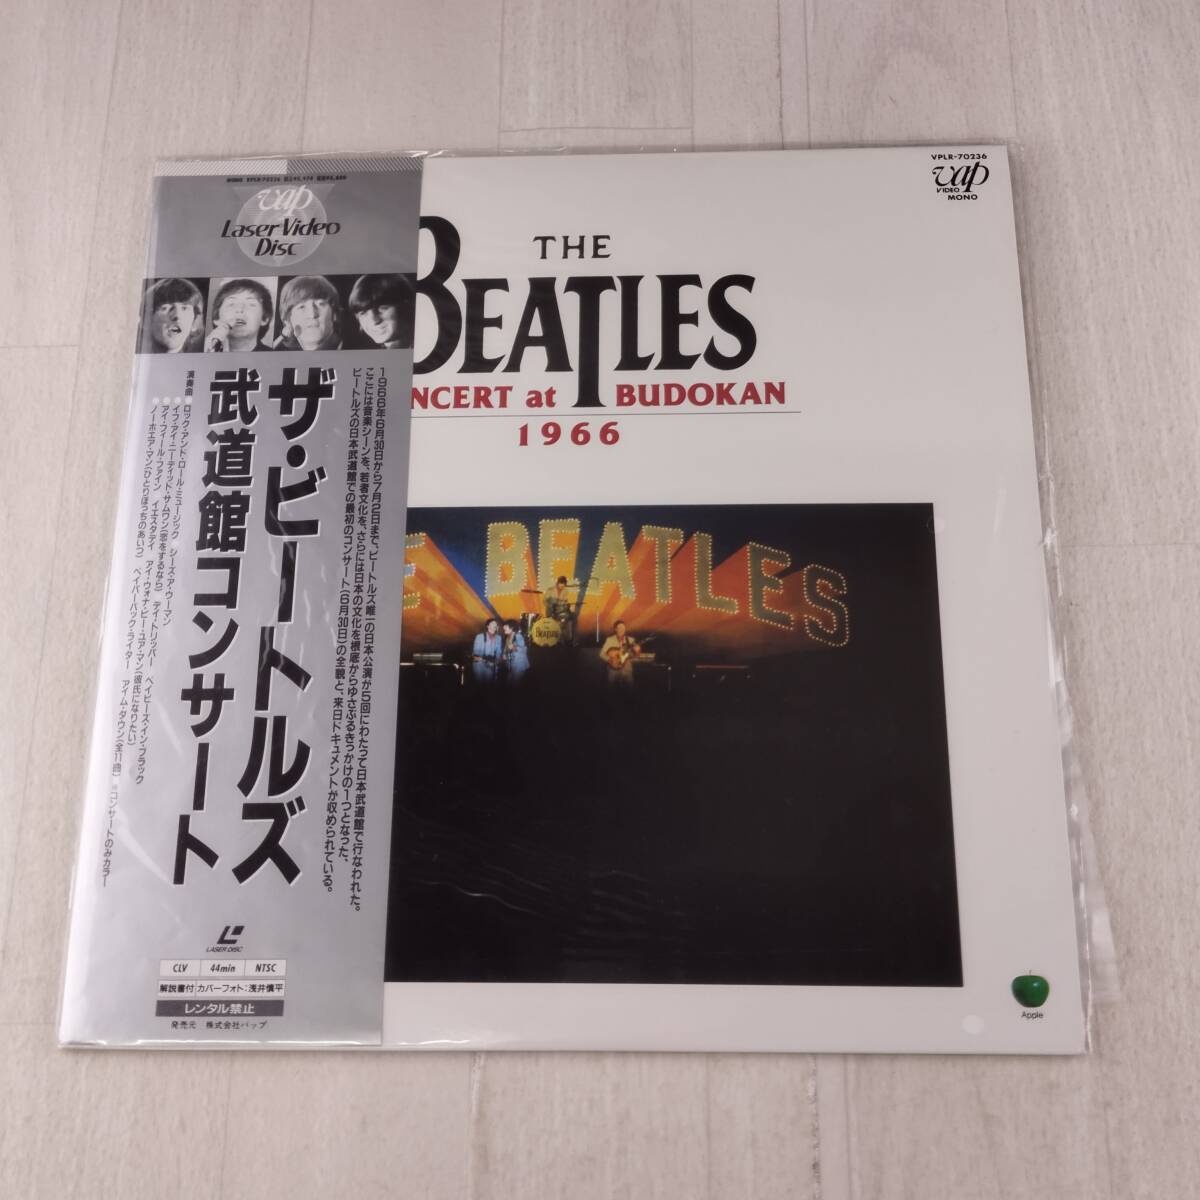 MONO VPLR-70236
vap
Laser Video
Disc
ザ・ビートルズ
武道館コンサート
1966年6月30日から7月2日まで、ビートルズ唯一の日本公演が5回にわたって日本武道館で行なわれた。
ここには音楽シーンを、若者文化を、さらには日本の文化を根底からゆさぶるきっかけの1つとなった、
ビートルズの日本武道館での最初のコンサート(6月30日)の全貌と、来日ドキュメントが収められている。
演奏曲
●ロック・アンド・ロール・ミュージック ●シーズ・ア・ウーマン
●イフ・アイ・ニーディッド・サムワン(恋をするなら) デイ・トリッパー ベイビーズ・イン・ブラック
●アイ・フィール・ファイン イエスタデイ アイ・ウォナ・ビー・ユア・マン(彼氏になりたい)
●ノーホエア・マン(ひとりぼっちのあいつ) ペイパーバック・ライター アイム・ダウン(全11曲) ※コンサートのみカラー
LASER DISC
CLV 44min NTSC
解説書付 カバーフォト:浅井慎平
レンタル禁止
発売元 株式会社バップ
VPLR-70236
vap
VIDEO
MONO
THE
BEATLES
NCERT at BUDOKAN
1966
E BEATLES
THE
BEATLES
Apple